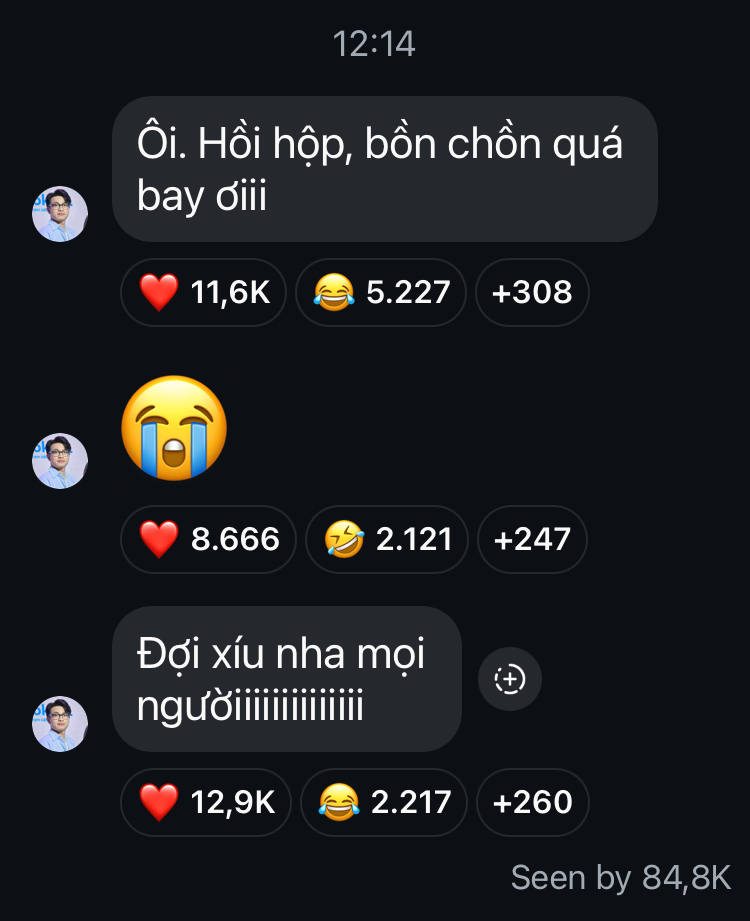 12:14
Ôi. Hồi hộp, bồn chồn quá
bay ơiii
❤️ 11,6K 😂 5.227 +308
😭
❤️ 8.666 🤣 2.121 +247
Đợi xíu nha mọi
ngườiiiiiiiiiiiiiii
❤️ 12,9K 😂 2.217 +260
Seen by 84,8K